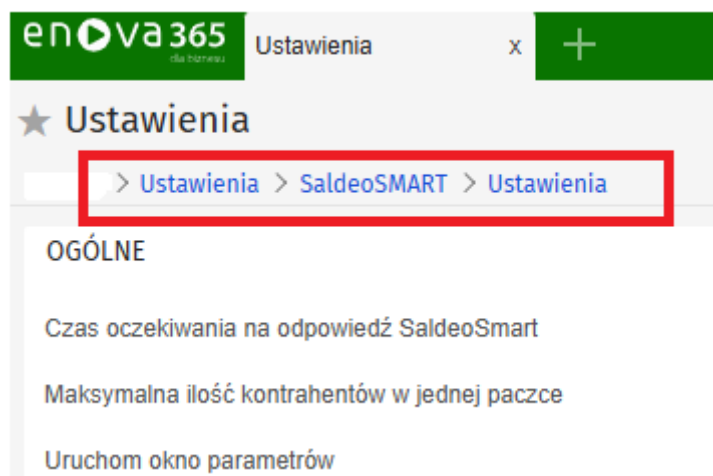 enova365
dla biznesu
Ustawienia x +
Ustawienia
> Ustawienia > SaldeoSMART > Ustawienia
OGÓLNE
Czas oczekiwania na odpowiedź SaldeoSmart
Maksymalna ilość kontrahentów w jednej paczce
Uruchom okno parametrów